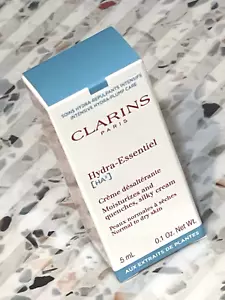 SOINS HYDRA-REPULPANTS INTENSIFS
INTENSIVE HYDRA-PLUMP CARE
CLARINS
PARIS
Hydra-Essentiel
[HA²]
Crème désaltérante
Moisturizes and
quenches, silky cream
Peaux normales à sèches
Normal to dry skin
5 mL
0.1 Oz. Net Wt.
AUX EXTRAITS DE PLANTES